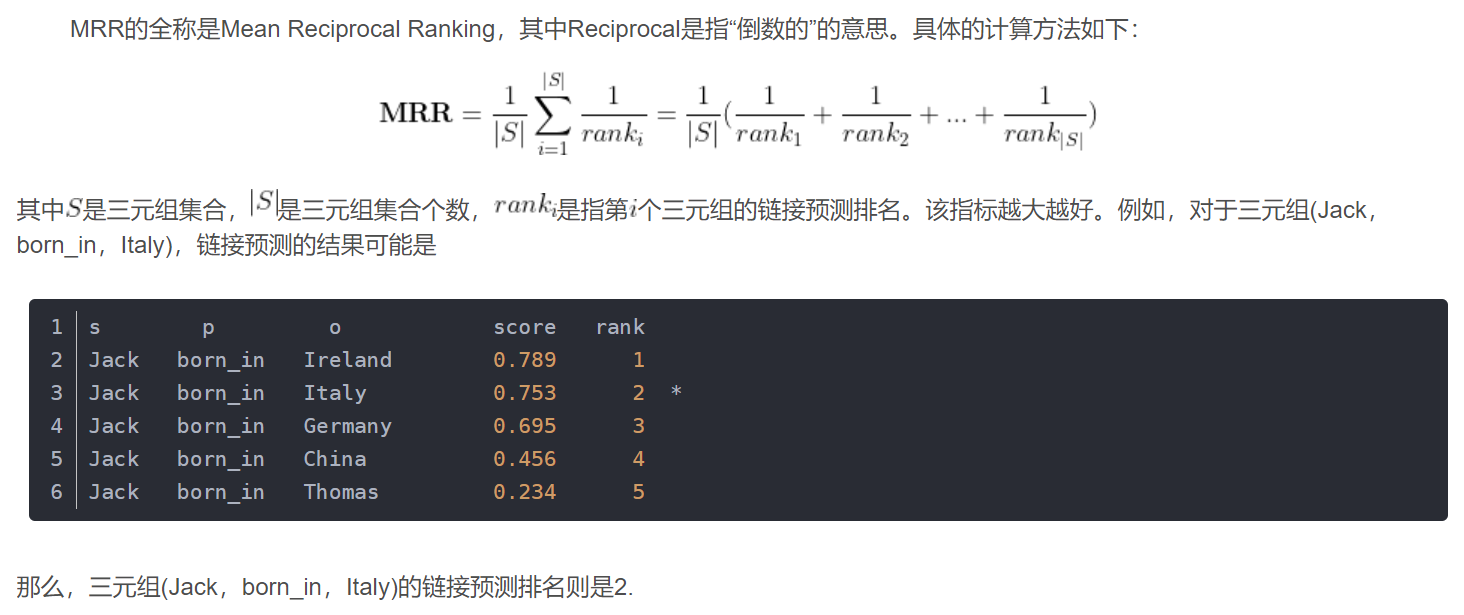 MRR的全称是Mean Reciprocal Ranking，其中Reciprocal是指“倒数的”的意思。具体的计算方法如下：
MRR = \frac{1}{|S|} \sum_{i=1}^{|S|} \frac{1}{rank_i} = \frac{1}{|S|} (\frac{1}{rank_1} + \frac{1}{rank_2} + ... + \frac{1}{rank_{|S|}})
其中S是三元组集合，|S|是三元组集合个数，rank_i是指第i个三元组的链接预测排名。该指标越大越好。例如，对于三元组(Jack，
born_in，Italy)，链接预测的结果可能是
1 s p o score rank
2 Jack born_in Ireland 0.789 1
3 Jack born_in Italy 0.753 2 *
4 Jack born_in Germany 0.695 3
5 Jack born_in China 0.456 4
6 Jack born_in Thomas 0.234 5
那么，三元组(Jack，born_in，Italy)的链接预测排名则是2.